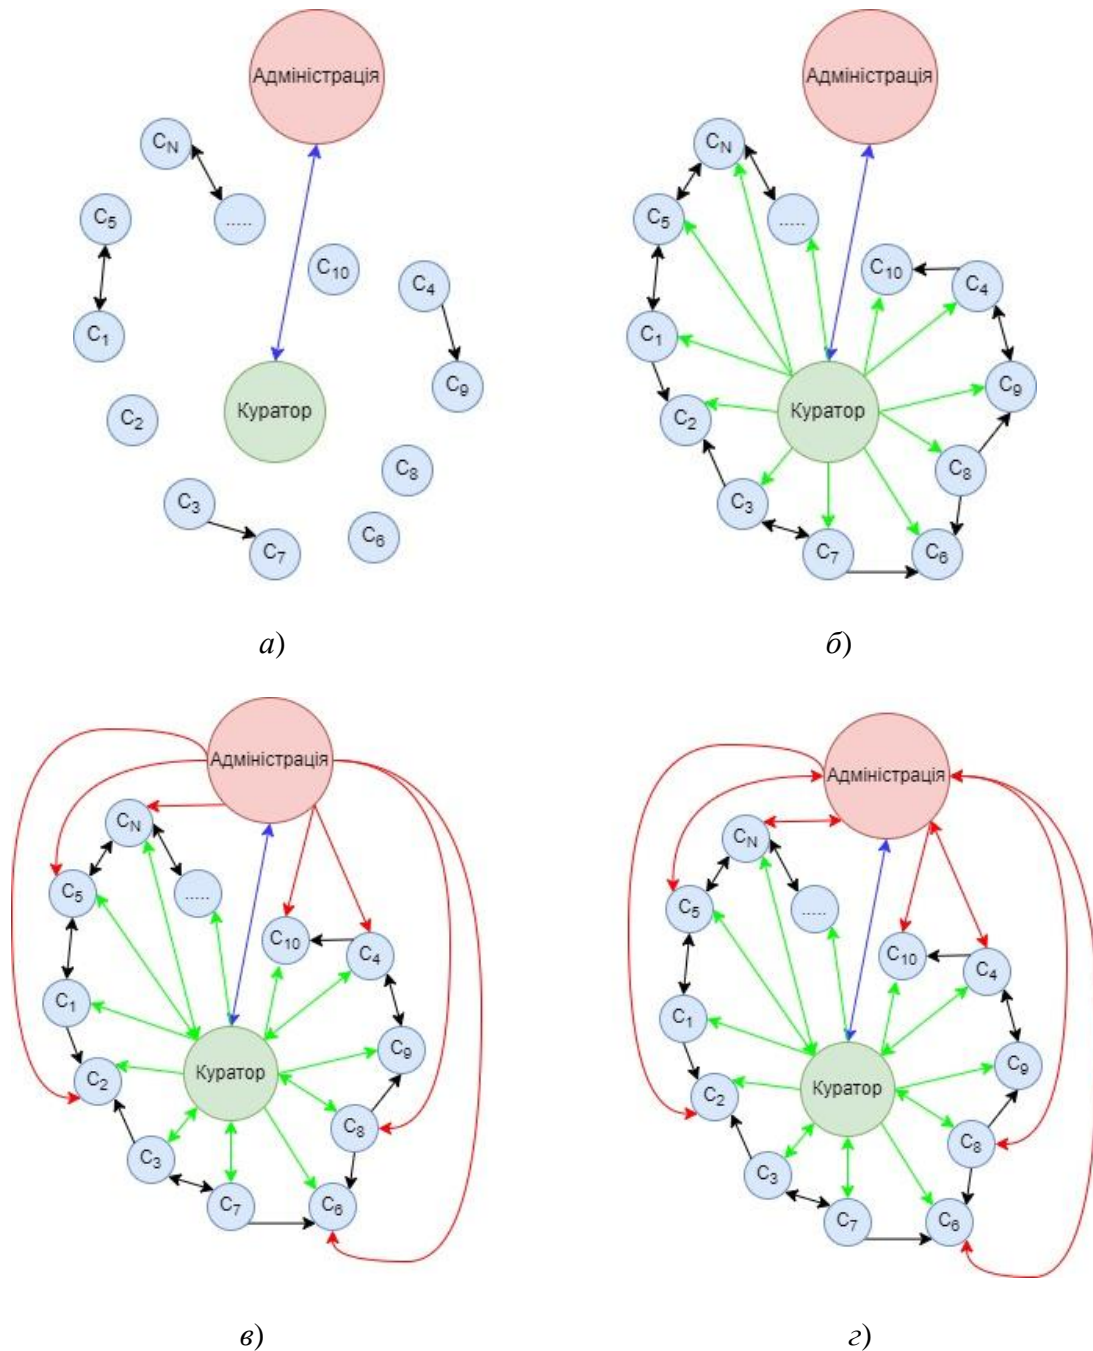 Адміністрація
C_N
C_5
.....
C_10
C_4
C_1
C_9
C_2
Куратор
C_8
C_3
C_6
C_7
а)
Адміністрація
C_N
C_5
.....
C_10
C_4
C_1
C_9
C_2
Куратор
C_8
C_3
C_7
C_6
б)
Адміністрація
C_N
C_5
.....
C_10
C_4
C_1
C_9
C_2
Куратор
C_8
C_3
C_7
C_6
в)
Адміністрація
C_N
C_5
.....
C_10
C_4
C_1
C_9
C_2
Куратор
C_8
C_3
C_7
C_6
г)